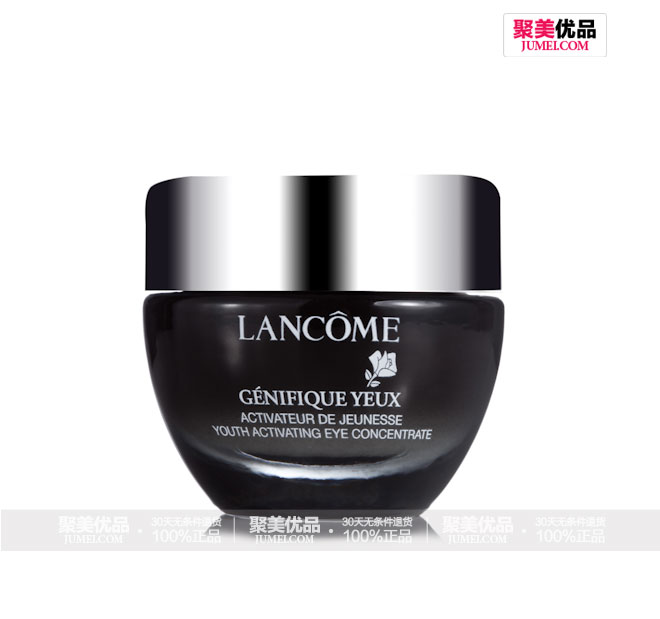 聚美优品
JUMEI.COM
LANCÔME
GÉNIFIQUE YEUX
ACTIVATEUR DE JEUNESSE
YOUTH ACTIVATING EYE CONCENTRATE
聚美优品 · 30天无条件退货 聚美优品 · 30天无条件退货 聚美优品 · 30天无条件退货
JUMEI.COM 100%正品 JUMEI.COM 100%正品 JUMEI.COM 100%正品